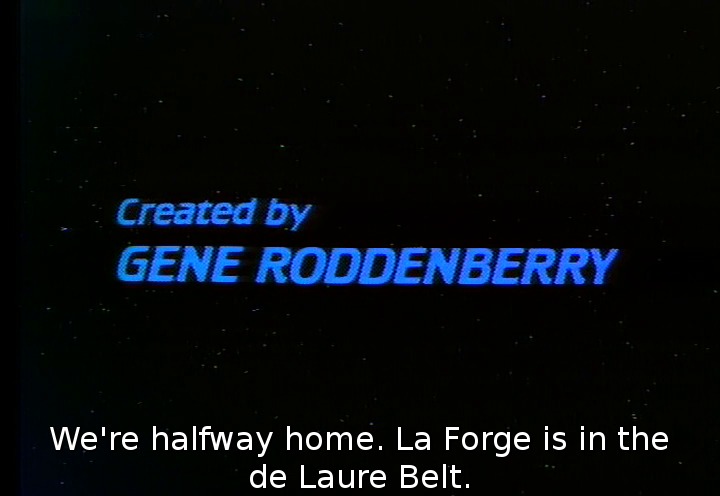 Created by
GENE RODDENBERRY
We're halfway home. La Forge is in the
de Laure Belt.